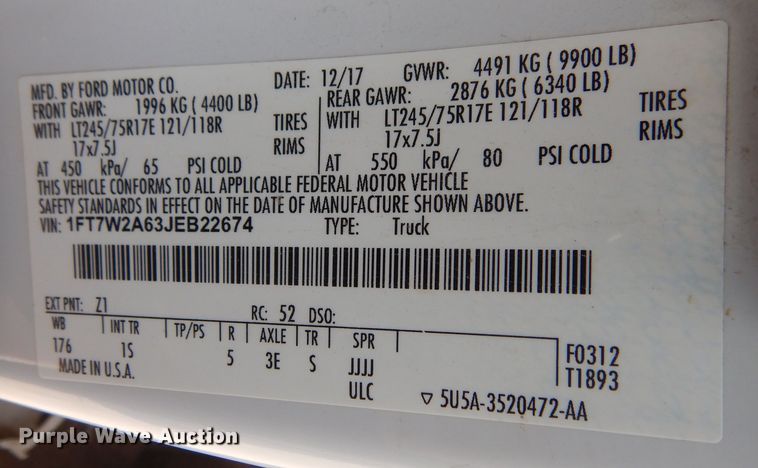 MFD. BY FORD MOTOR CO. DATE: 12/17 GVWR: 4491 KG ( 9900 LB)
FRONT GAWR: 1996 KG ( 4400 LB) REAR GAWR: 2876 KG ( 6340 LB)
WITH LT245/75R17E 121/118R TIRES WITH LT245/75R17E 121/118R TIRES
17x7.5J RIMS 17x7.5J RIMS
AT 450 kPa/ 65 PSI COLD AT 550 kPa/ 80 PSI COLD
THIS VEHICLE CONFORMS TO ALL APPLICABLE FEDERAL MOTOR VEHICLE
SAFETY STANDARDS IN EFFECT ON THE DATE OF MANUFACTURE SHOWN ABOVE.
VIN: 1FT7W2A63JEB22674 TYPE: Truck
EXT PNT: Z1 RC: 52 DSO:
WB INT TR TP/PS R AXLE TR SPR
176 1S 5 3E S JJJJ
ULC
F0312
T1893
MADE IN U.S.A.
▽ 5U5A-3520472-AA
Purple Wave Auction